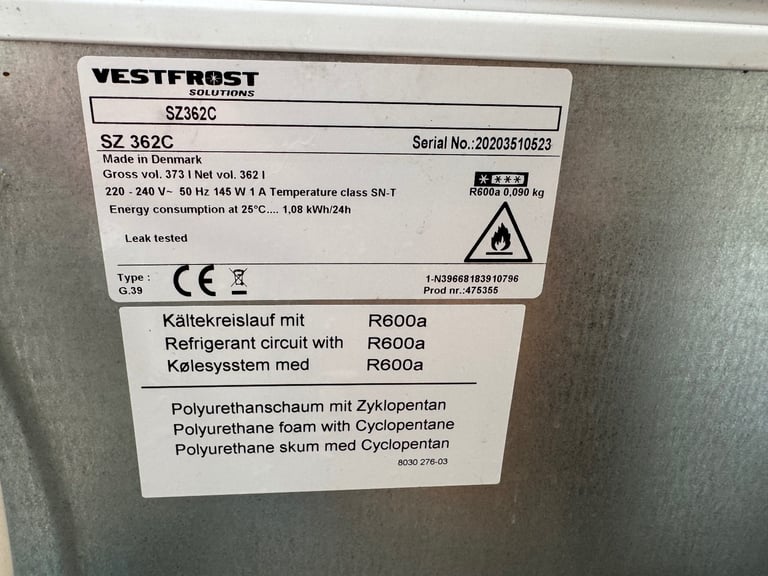 VESTFROST
SOLUTIONS
SZ362C
SZ 362C Serial No.:20203510523
Made in Denmark
Gross vol. 373 l Net vol. 362 l
220 - 240 V~ 50 Hz 145 W 1 A Temperature class SN-T
R600a 0,090 kg
Energy consumption at 25°C.... 1,08 kWh/24h
Leak tested
Type :
G.39
CE
1-N39668183910796
Prod nr.:475355
Kältekreislauf mit R600a
Refrigerant circuit with R600a
Kølesysstem med R600a
Polyurethanschaum mit Zyklopentan
Polyurethane foam with Cyclopentane
Polyurethane skum med Cyclopentan
8030 276-03